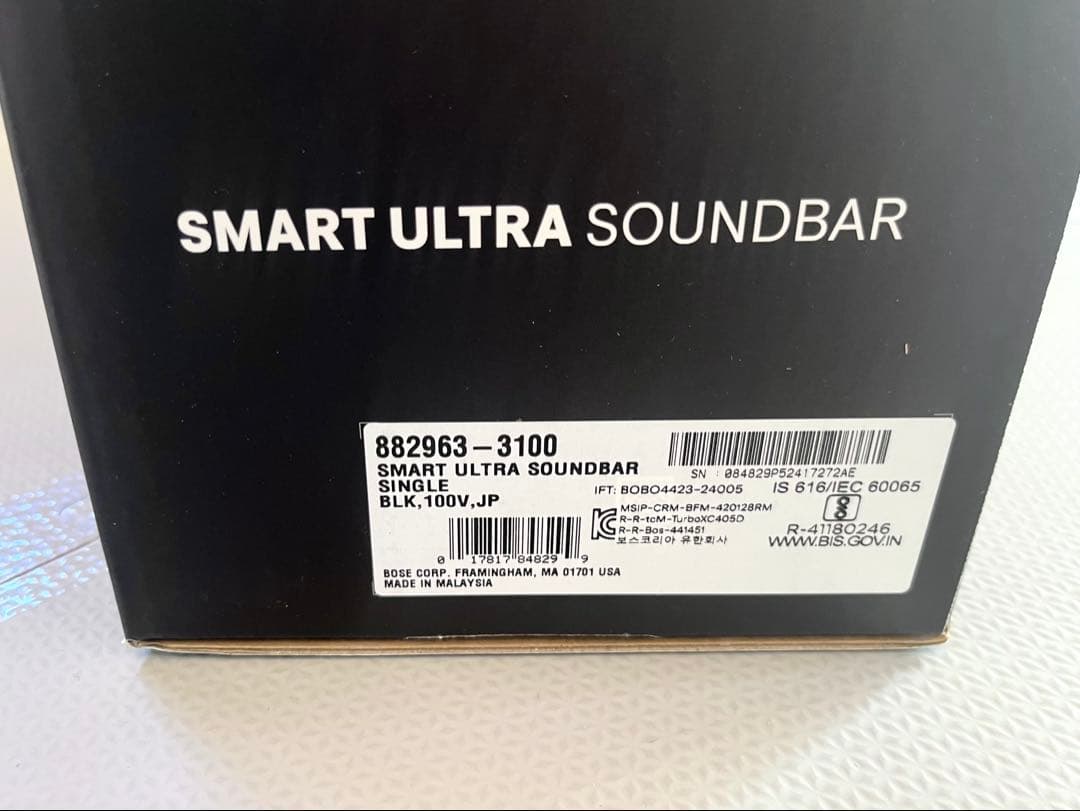 SMART ULTRA SOUNDBAR
882963-3100
SMART ULTRA SOUNDBAR
SINGLE
BLK,100V,JP
0 17817 84829 9
BOSE CORP. FRAMINGHAM, MA 01701 USA
MADE IN MALAYSIA
SN : 084829P52417272AE
IFT: BOBO4423-24005
IS 616/IEC 60065
MSIP-CRM-BFM-420128RM
R-R-tcM-TurboXC405D
R-R-Bos-441451
보스코리아 유한회사
R-41180246
WWW.BIS.GOV.IN